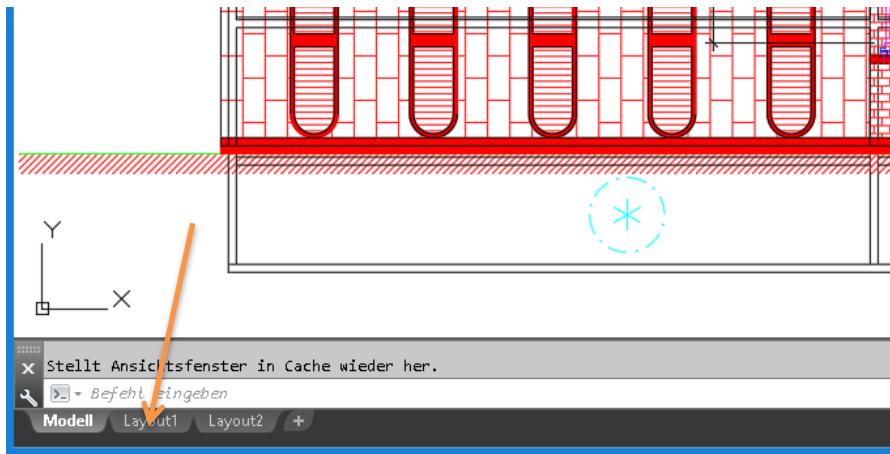 Y
X
Stellt Ansichtsfenster in Cache wieder her.
Befehl eingeben
Modell Layout1 Layout2 +